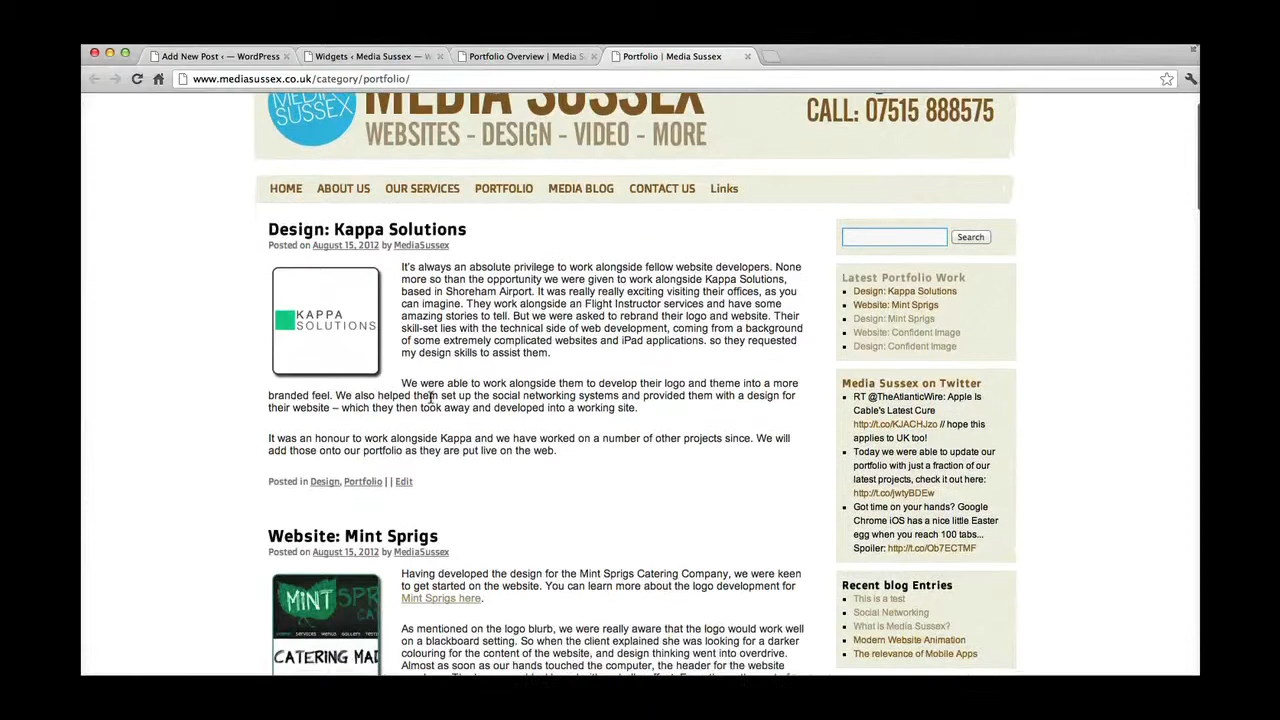 Add New Post ‹ — WordPress
Widgets ‹ Media Sussex — W
Portfolio Overview | Media S
Portfolio | Media Sussex
www.mediasussex.co.uk/category/portfolio/
MEDIA SUSSEX
MEDIA SUSSEX
CALL: 07515 888575
WEBSITES - DESIGN - VIDEO - MORE
HOME ABOUT US OUR SERVICES PORTFOLIO MEDIA BLOG CONTACT US Links
Design: Kappa Solutions
Posted on August 15, 2012 by MediaSussex
KAPPA
SOLUTIONS
It's always an absolute privilege to work alongside fellow website developers. None
more so than the opportunity we were given to work alongside Kappa Solutions,
based in Shoreham Airport. It was really really exciting visiting their offices, as you
can imagine. They work alongside an Flight Instructor services and have some
amazing stories to tell. But we were asked to rebrand their logo and website. Their
skill-set lies with the technical side of web development, coming from a background
of some extremely complicated websites and iPad applications. so they requested
my design skills to assist them.
We were able to work alongside them to develop their logo and theme into a more
branded feel. We also helped them set up the social networking systems and provided them with a design for
their website – which they then took away and developed into a working site.
It was an honour to work alongside Kappa and we have worked on a number of other projects since. We will
add those onto our portfolio as they are put live on the web.
Posted in Design, Portfolio | | Edit
Website: Mint Sprigs
Posted on August 15, 2012 by MediaSussex
MINT SPR
CATERING MAD
Having developed the design for the Mint Sprigs Catering Company, we were keen
to get started on the website. You can learn more about the logo development for
Mint Sprigs here.
As mentioned on the logo blurb, we were really aware that the logo would work well
on a blackboard setting. So when the client explained she was looking for a darker
colouring for the content of the website, and design thinking went into overdrive.
Almost as soon as our hands touched the computer, the header for the website
Search
Latest Portfolio Work
Design: Kappa Solutions
Website: Mint Sprigs
Design: Mint Sprigs
Website: Confident Image
Design: Confident Image
Media Sussex on Twitter
RT @TheAtlanticWire: Apple Is
Cable's Latest Cure
http://t.co/KJACHJzo // hope this
applies to UK too!
Today we were able to update our
portfolio with just a fraction of our
latest projects, check it out here:
http://t.co/jwtyBDEw
Got time on your hands? Google
Chrome iOS has a nice little Easter
egg when you reach 100 tabs...
Spoiler: http://t.co/Ob7ECTMF
Recent blog Entries
This is a test
Social Networking
What is Media Sussex?
Modern Website Animation
The relevance of Mobile Apps